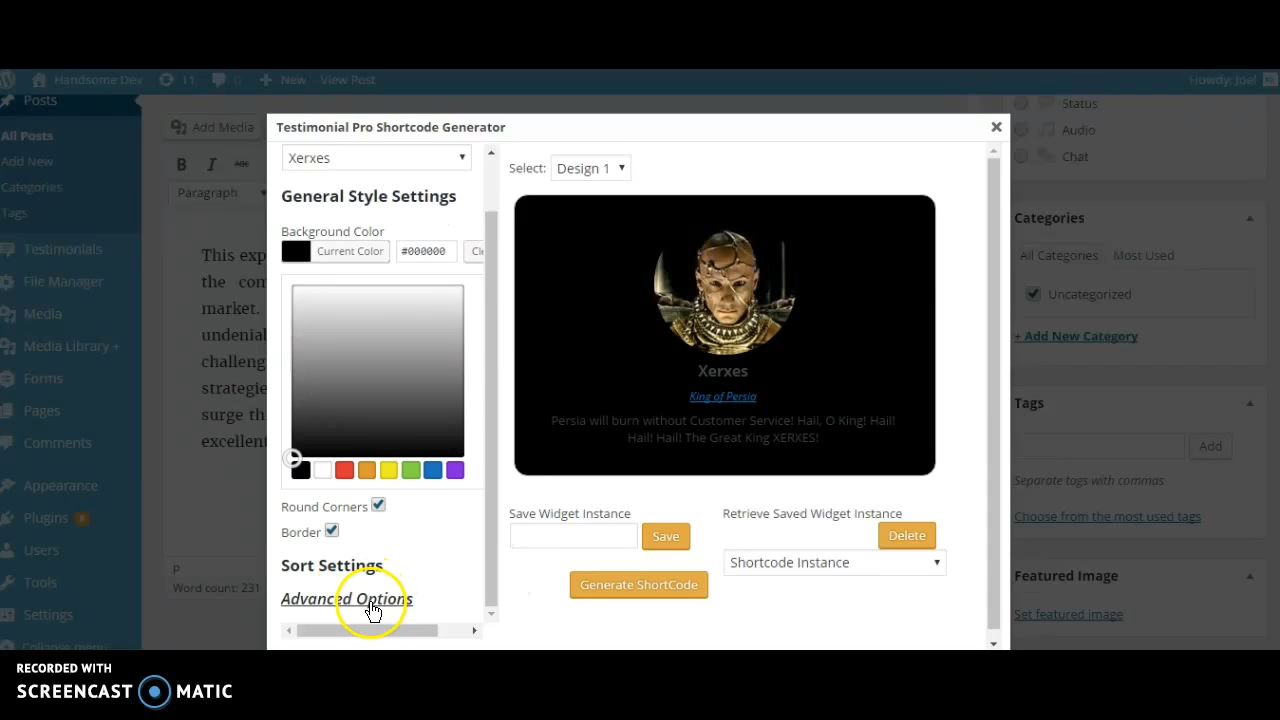 Handsome Dev
11
0
New
View Post
Howdy, Joel
Posts
All Posts
Add New
Categories
Tags
Testimonials
File Manager
Media
Media Library +
Forms
Pages
Comments
Appearance
Plugins
Users
Tools
Settings
Collapse menu
Add Media
B I ABC
Paragraph
This exp
the con
market.
undenial
challeng
strategie
surge th
excellent
P
Word count: 231
Testimonial Pro Shortcode Generator
Xerxes
General Style Settings
Background Color
Current Color
#000000
Cle
Round Corners
Border
Sort Settings
Advanced Options
Select: Design 1
Xerxes
King of Persia
Persia will burn without Customer Service! Hail, O King! Hail!
Hail! Hail! The Great King XERXES!
Save Widget Instance
Save
Retrieve Saved Widget Instance
Delete
Shortcode Instance
Generate ShortCode
Status
Audio
Chat
Categories
All Categories
Most Used
Uncategorized
+ Add New Category
Tags
Add
Separate tags with commas
Choose from the most used tags
Featured Image
Set featured image
RECORDED WITH
SCREENCAST MATIC